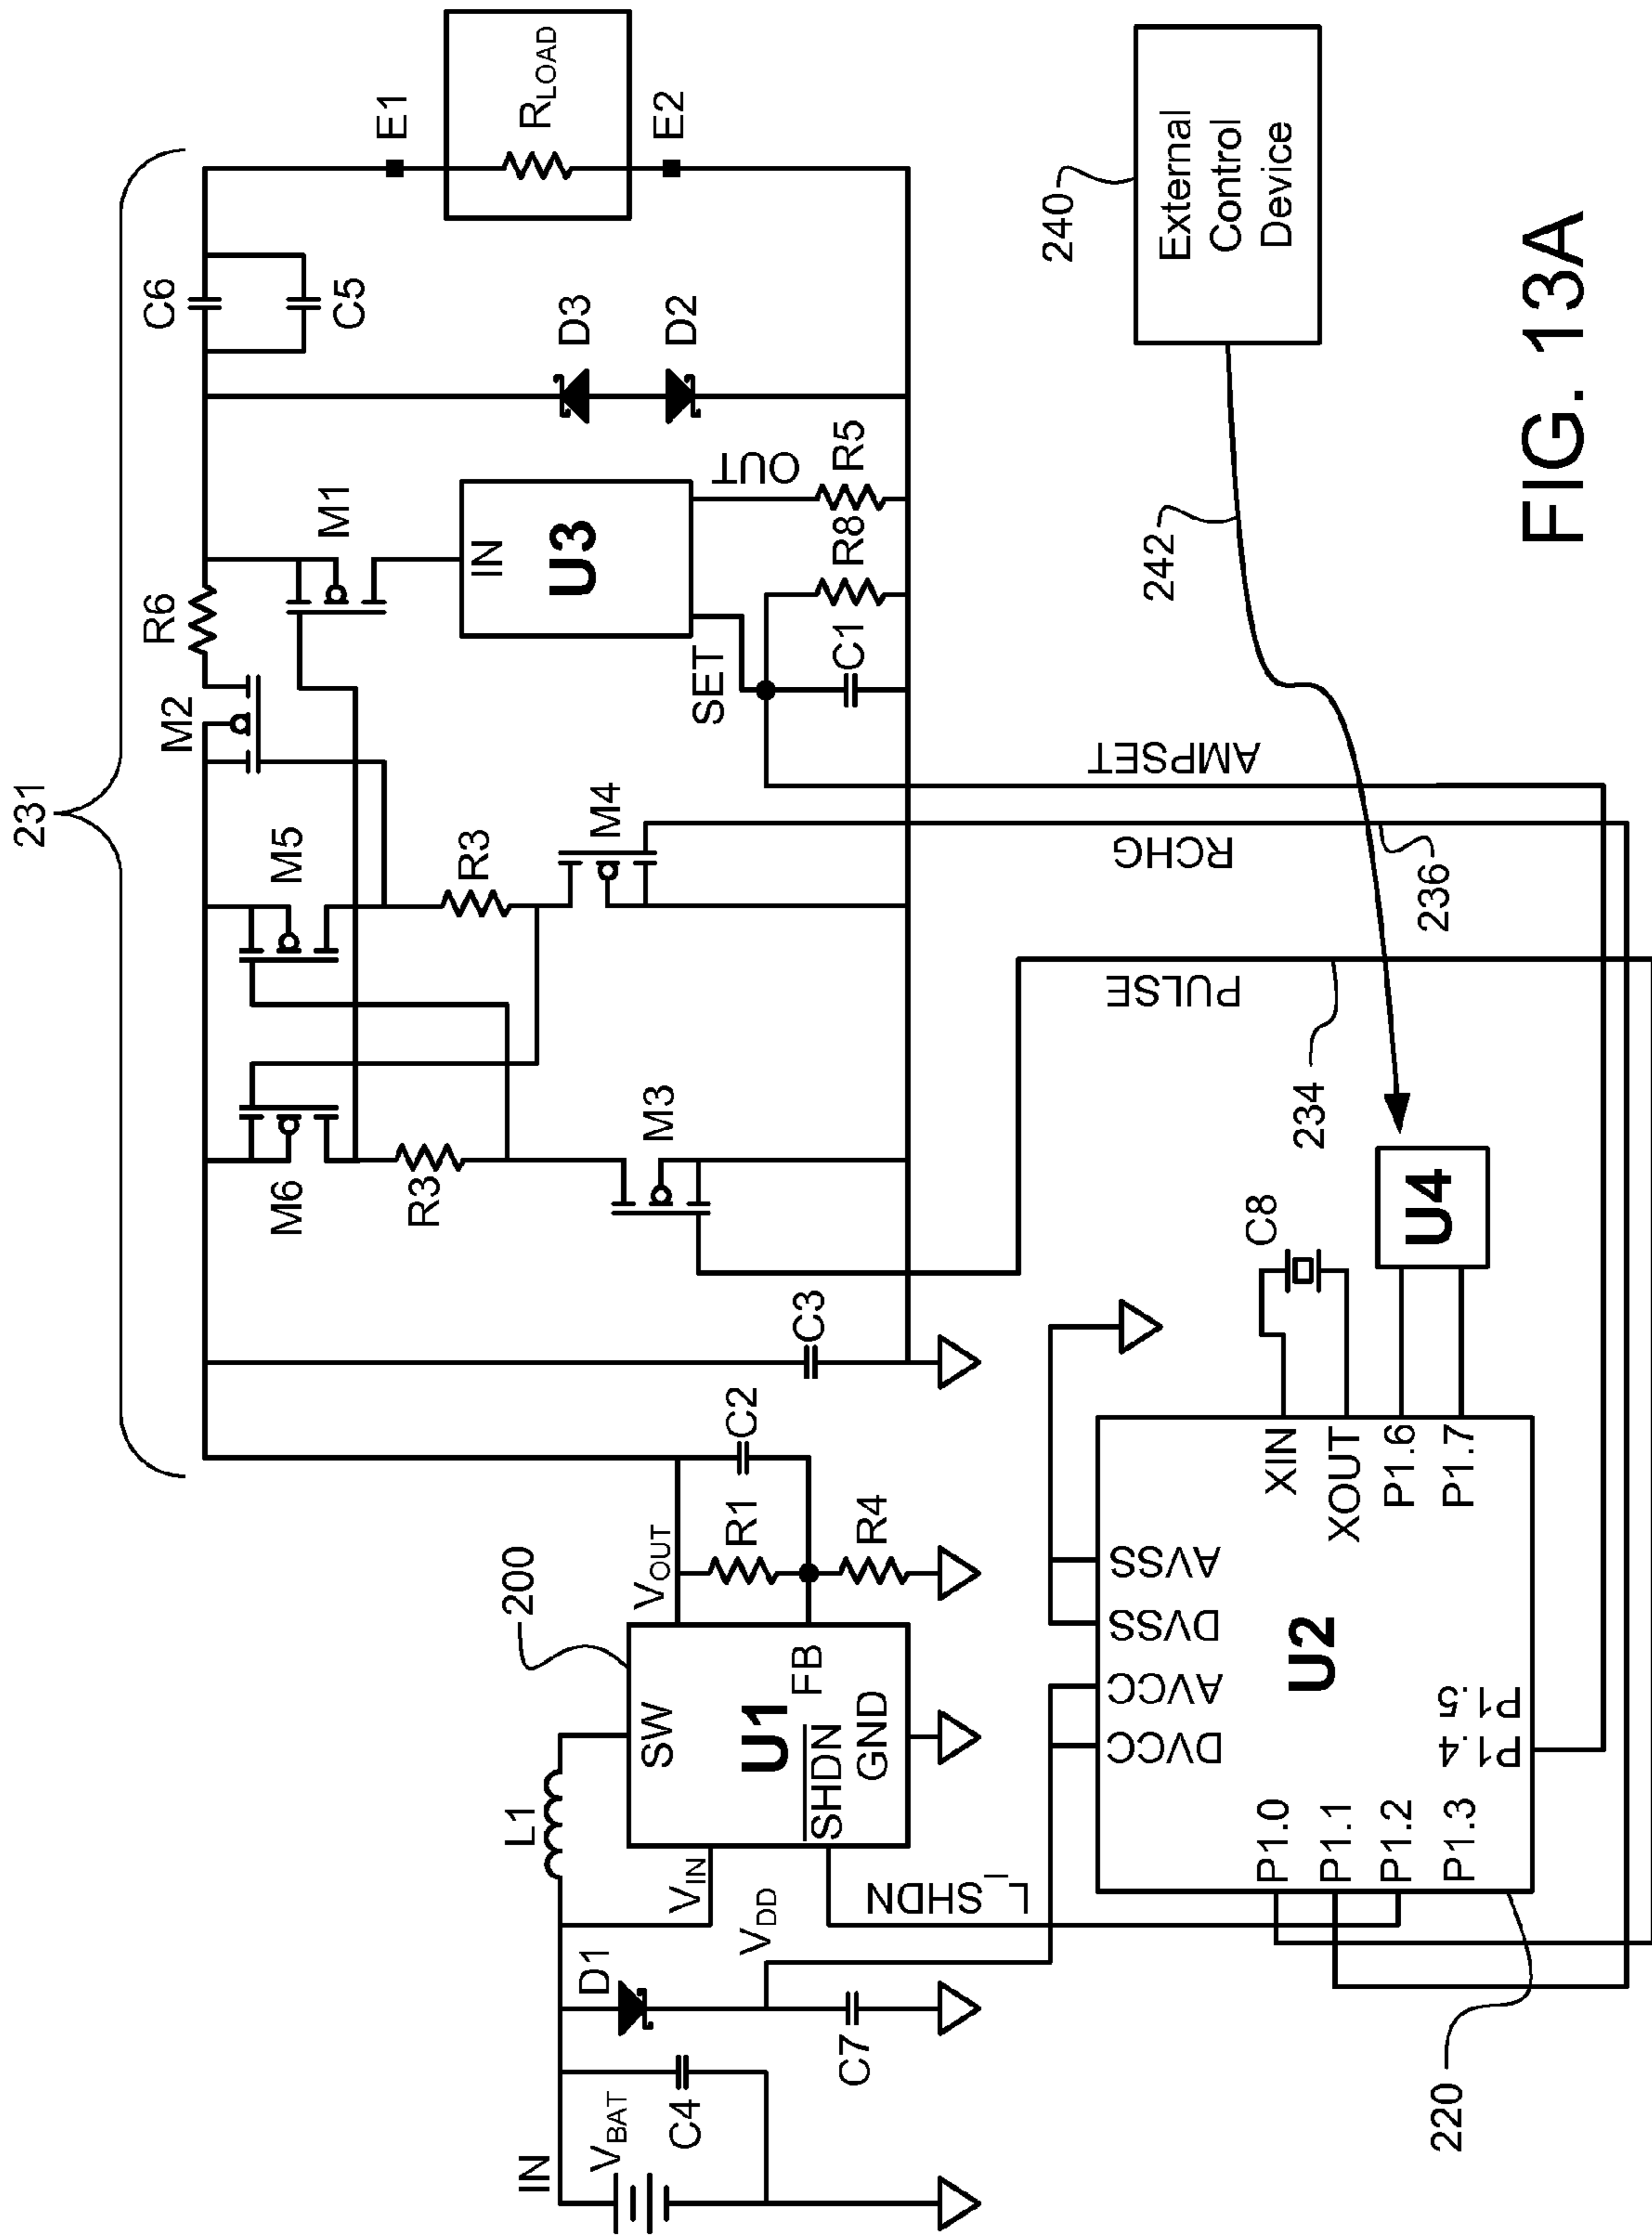 231
C6
C5
E1
R_LOAD
E2
D3
D2
R6
M1
M2
IN
U3
OUT
SET
R5
R8
C1
M5
R3
M4
M6
R3
M3
C3
AMPSET
RCHG
236
PULSE
234
External
Control
Device
240
242
U4
C8
C2
R1
R4
V_OUT
200
SW
U1
FB
SHDN
GND
L1
V_IN
V_DD
L_SHDN
D1
C7
C4
V_BAT
IN
DVCC
AVCC
DVSS
AVSS
XIN
XOUT
P1.6
P1.7
U2
P1.0
P1.1
P1.2
P1.3
P1.4
P1.5
220
FIG. 13A